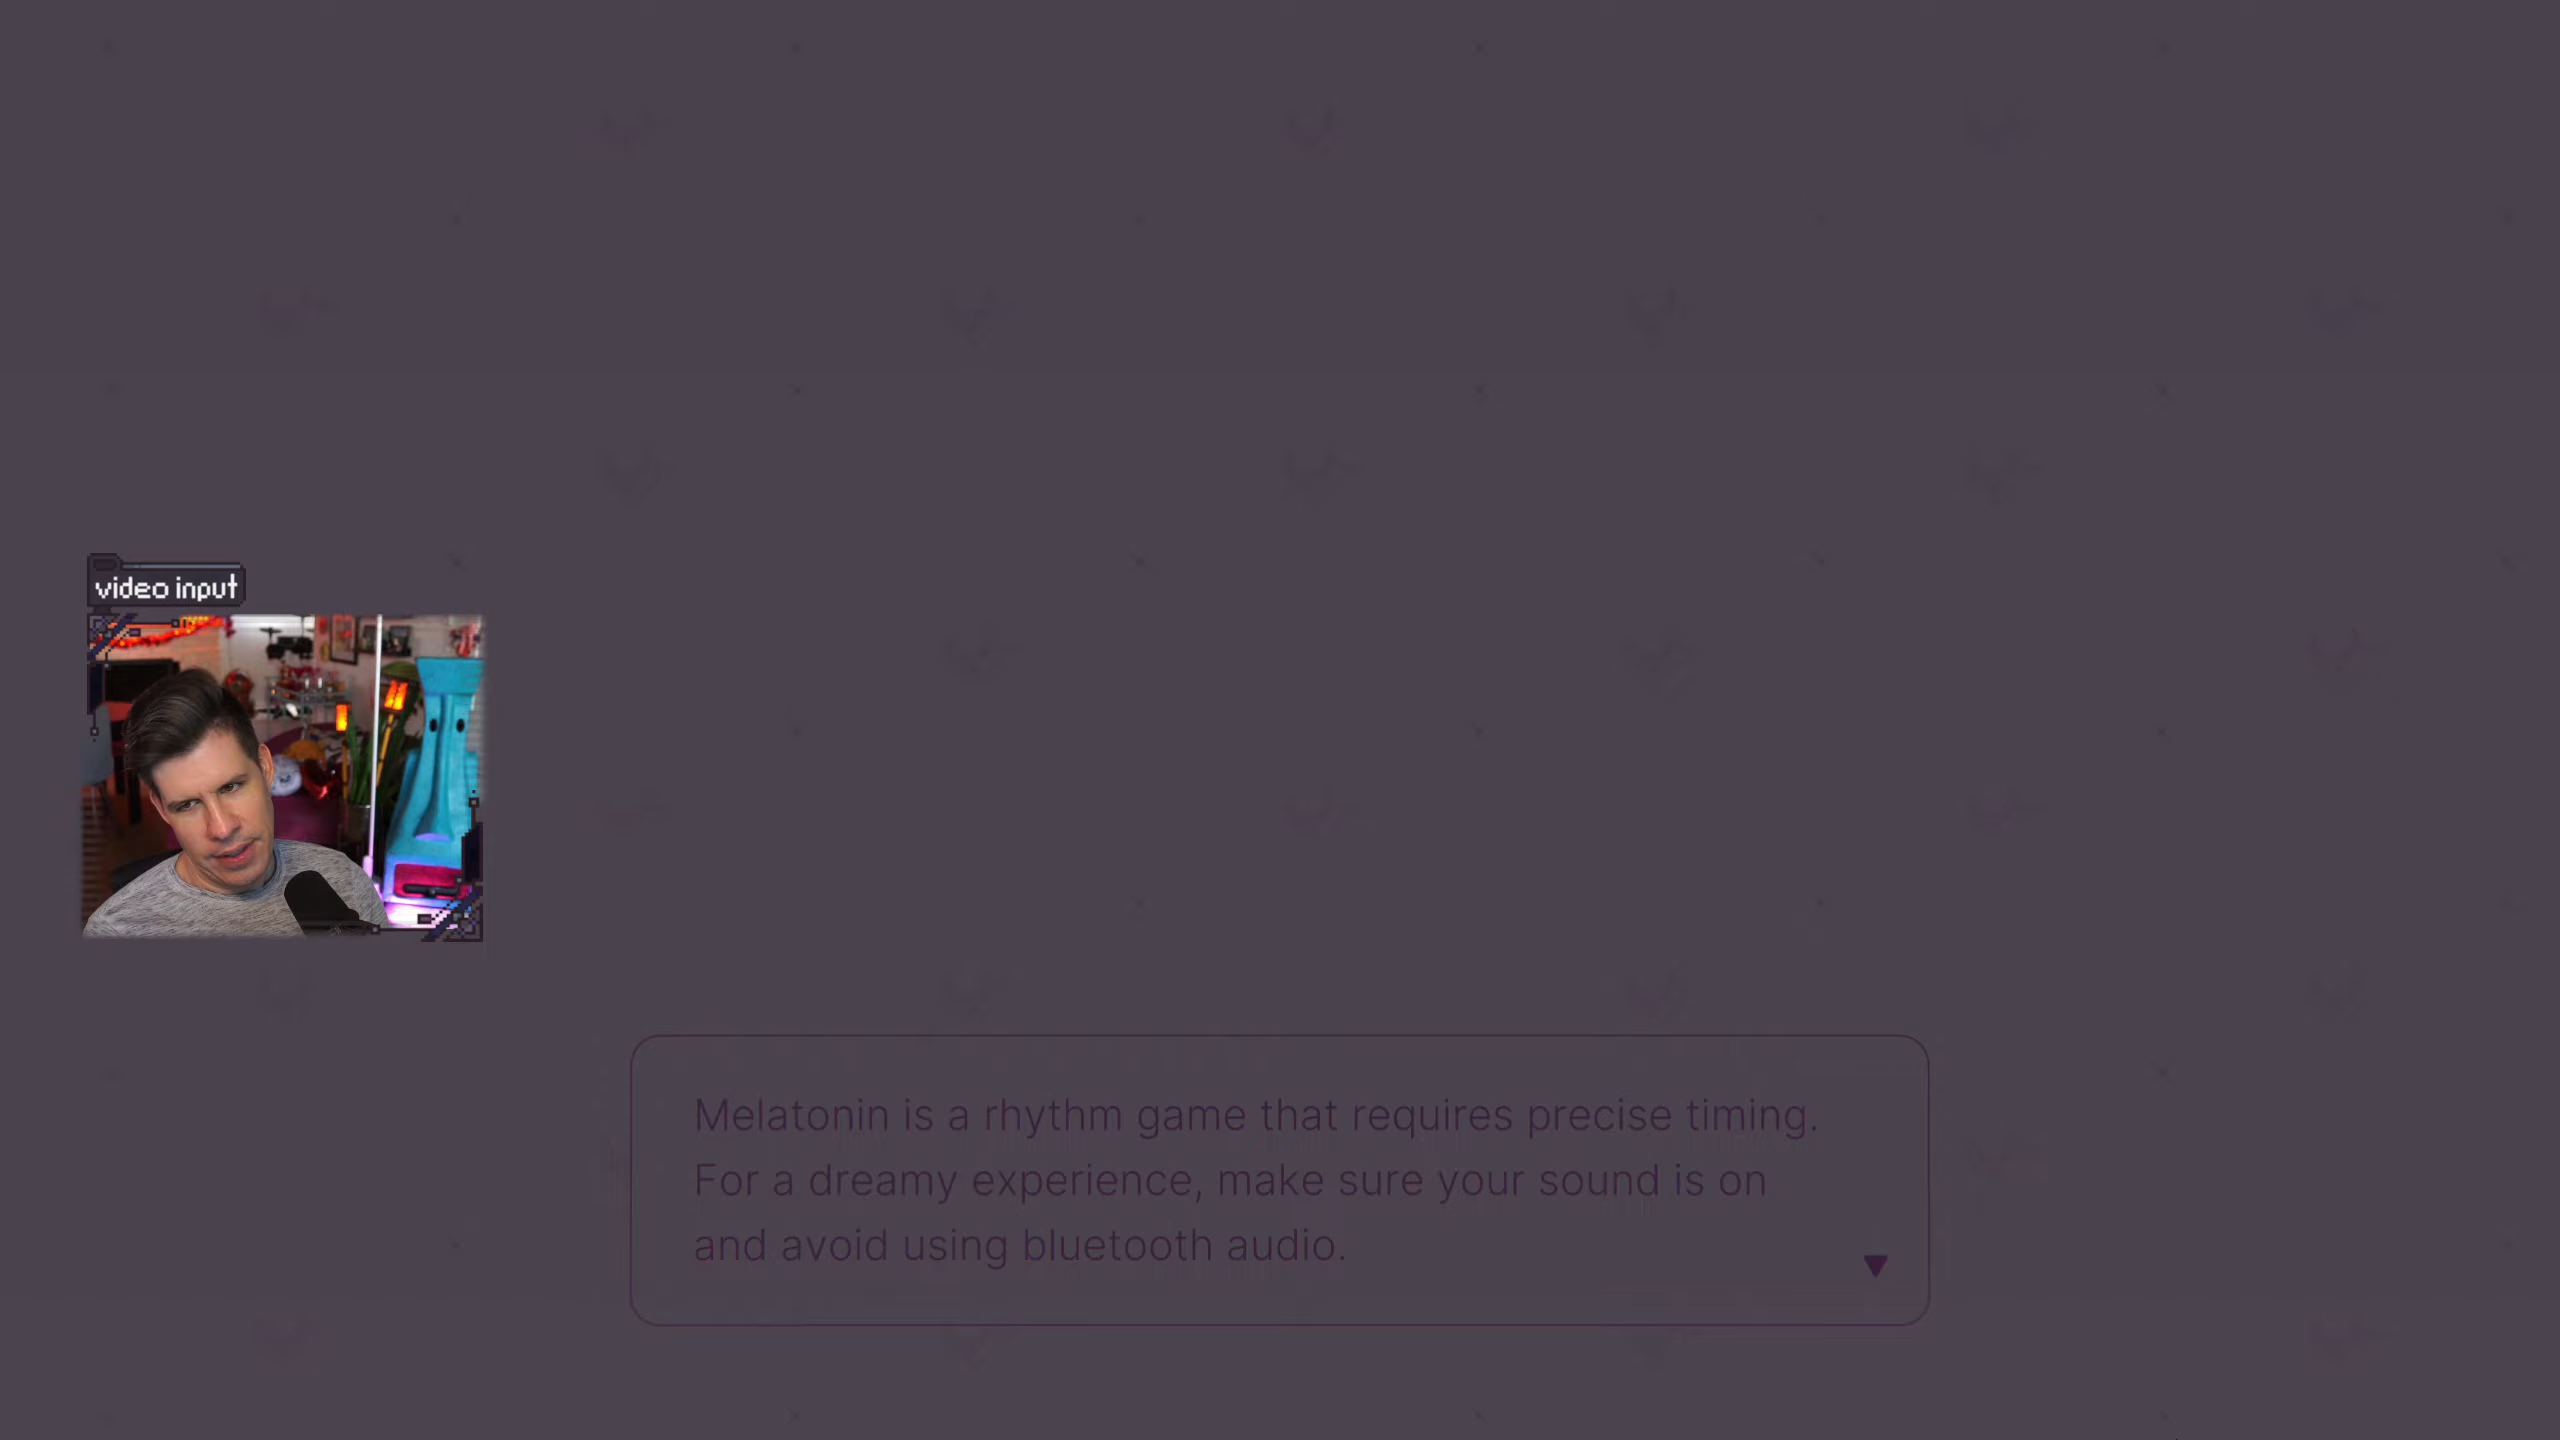 video input
Melatonin is a rhythm game that requires precise timing.
For a dreamy experience, make sure your sound is on
and avoid using bluetooth audio.